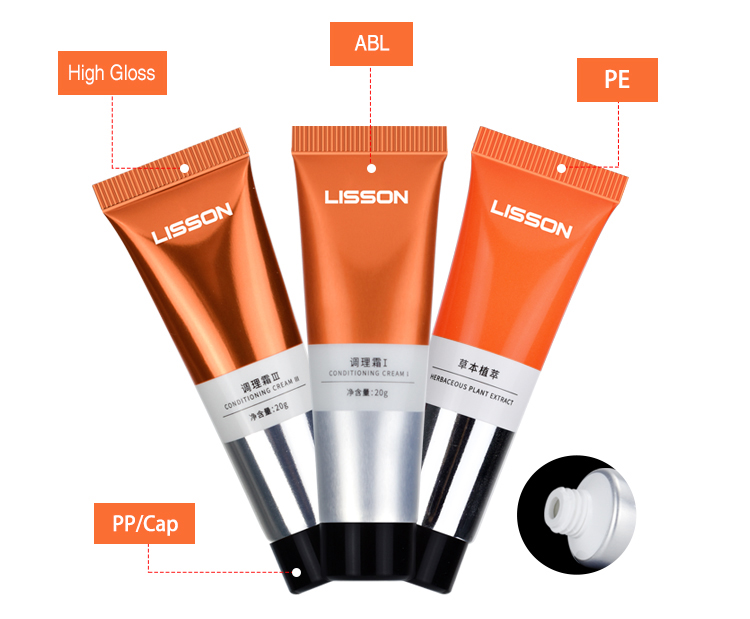 ABL
High Gloss
PE
LISSON
LISSON
LISSON
调理霜III
CONDITIONING CREAM III
净含量:20g
调理霜I
CONDITIONING CREAM I
净含量:20g
草本植萃
HERBACEOUS PLANT EXTRACT
PP/Cap